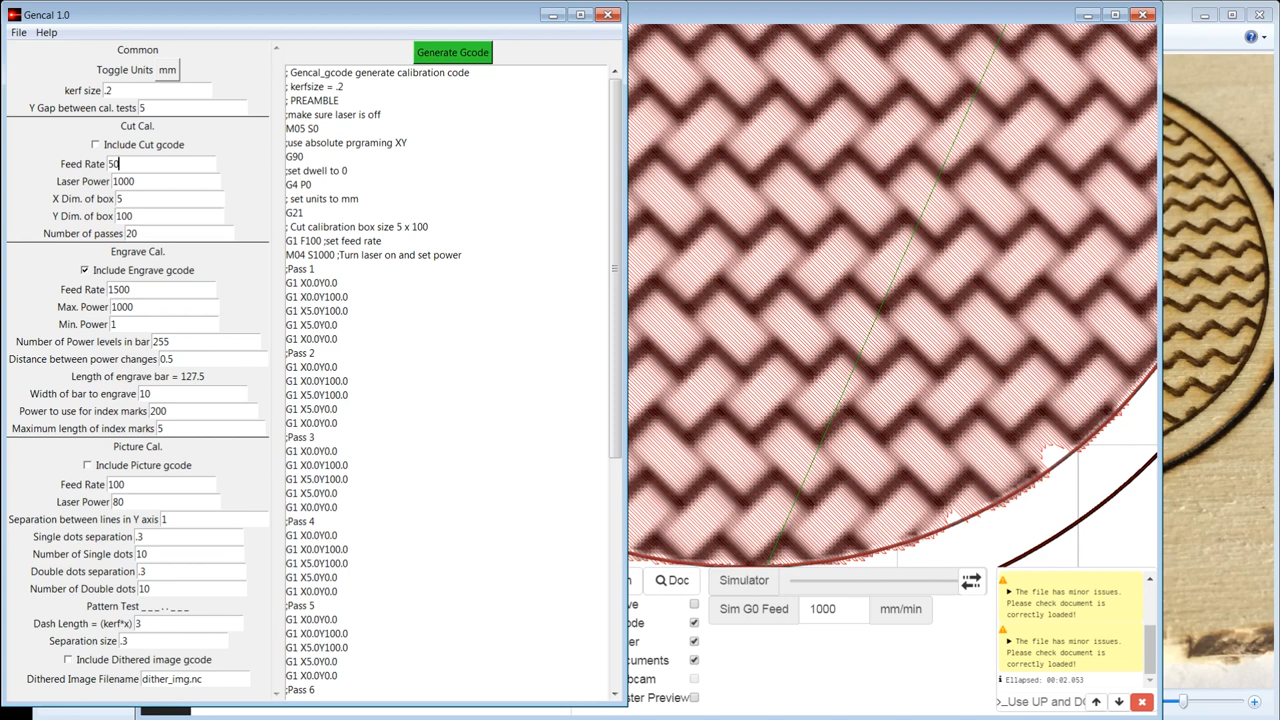 Gencal 1.0
File Help
Common
Toggle Units mm
kerf size .2
Y Gap between cal. tests 5
Cut Cal.
Include Cut gcode
Feed Rate 50
Laser Power 1000
X Dim. of box 5
Y Dim. of box 100
Number of passes 20
Engrave Cal.
Include Engrave gcode
Feed Rate 1500
Max. Power 1000
Min. Power 1
Number of Power levels in bar 255
Distance between power changes 0.5
Length of engrave bar = 127.5
Width of bar to engrave 10
Power to use for index marks 200
Maximum length of index marks 5
Picture Cal.
Include Picture gcode
Feed Rate 100
Laser Power 80
Separation between lines in Y axis 1
Single dots separation .3
Number of Single dots 10
Double dots separation .3
Number of Double dots 10
Pattern Test _ _ _ . . _ _ _
Dash Length = (kerf*x) 3
Separation size .3
Include Dithered image gcode
Dithered Image Filename dither_img.nc
Generate Gcode
; Gencal_gcode generate calibration code
; kerfsize = .2
; PREAMBLE
;make sure laser is off
M05 S0
;use absolute prgraming XY
G90
;set dwell to 0
G4 P0
; set units to mm
G21
; Cut calibration box size 5 x 100
G1 F100 ;set feed rate
M04 S1000 ;Turn laser on and set power
;Pass 1
G1 X0.0Y0.0
G1 X0.0Y100.0
G1 X5.0Y100.0
G1 X5.0Y0.0
G1 X0.0Y0.0
;Pass 2
G1 X0.0Y0.0
G1 X0.0Y100.0
G1 X5.0Y100.0
G1 X5.0Y0.0
G1 X0.0Y0.0
;Pass 3
G1 X0.0Y0.0
G1 X0.0Y100.0
G1 X5.0Y100.0
G1 X5.0Y0.0
G1 X0.0Y0.0
;Pass 4
G1 X0.0Y0.0
G1 X0.0Y100.0
G1 X5.0Y100.0
G1 X5.0Y0.0
G1 X0.0Y0.0
;Pass 5
G1 X0.0Y0.0
G1 X0.0Y100.0
G1 X5.0Y100.0
G1 X5.0Y0.0
G1 X0.0Y0.0
;Pass 6
Doc
Simulator
Sim G0 Feed 1000 mm/min
The file has minor issues.
Please check document is
correctly loaded!
The file has minor issues.
Please check document is
correctly loaded!
Ellapsed: 00:02.053
>_Use UP and DO